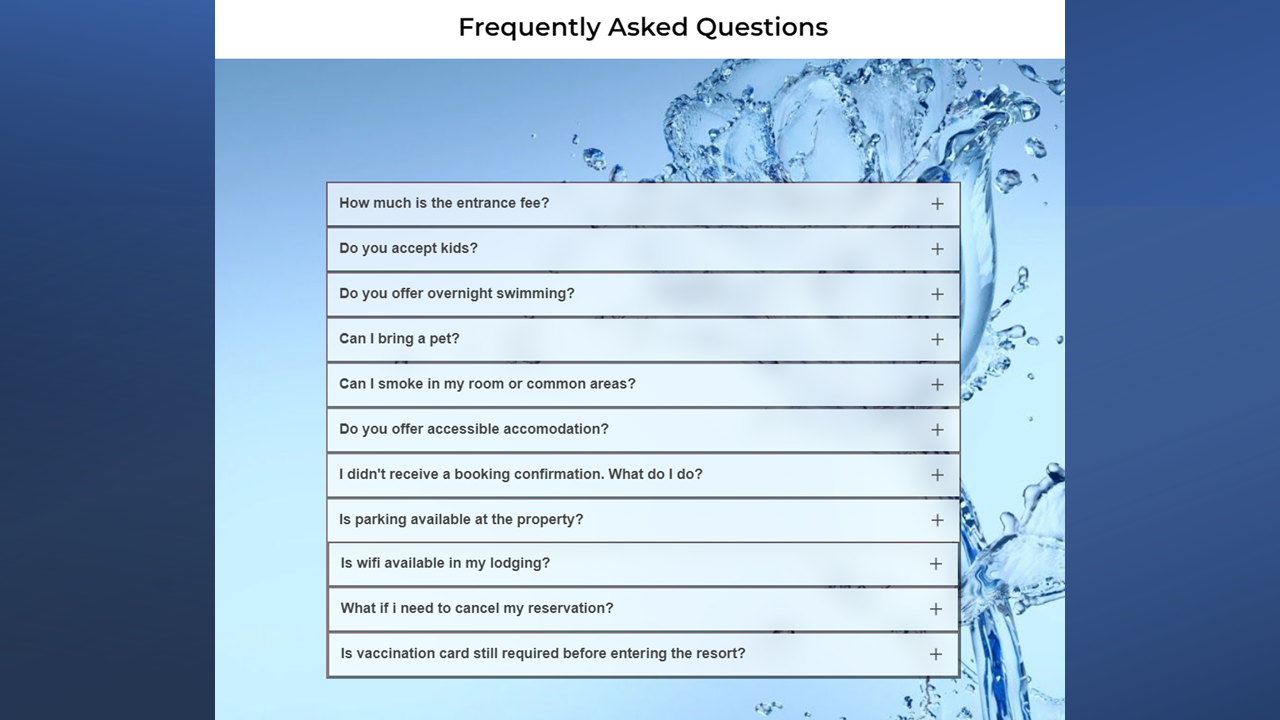 Frequently Asked Questions
How much is the entrance fee?
Do you accept kids?
Do you offer overnight swimming?
Can I bring a pet?
Can I smoke in my room or common areas?
Do you offer accessible accomodation?
I didn't receive a booking confirmation. What do I do?
Is parking available at the property?
Is wifi available in my lodging?
What if i need to cancel my reservation?
Is vaccination card still required before entering the resort?